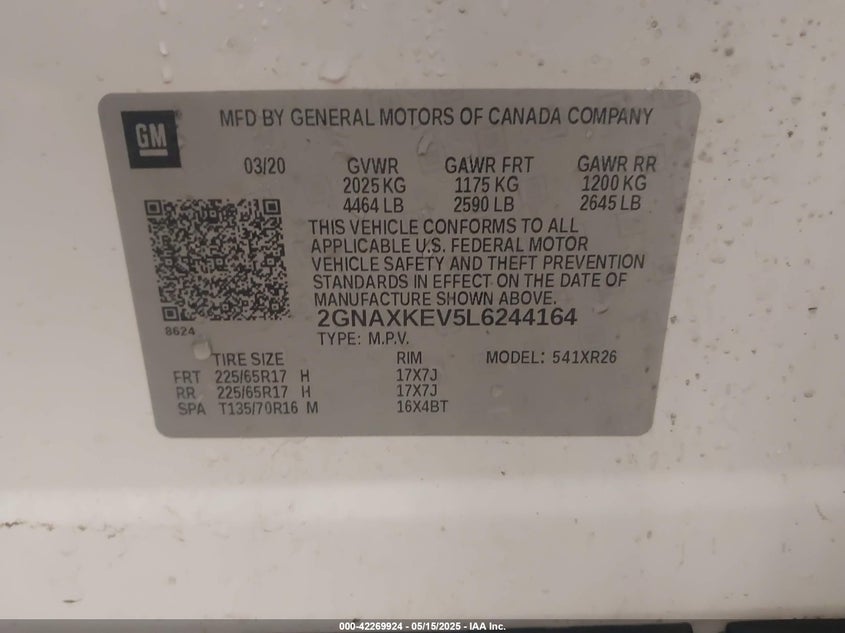 GM
MFD BY GENERAL MOTORS OF CANADA COMPANY
03/20 GVWR GAWR FRT GAWR RR
2025 KG 1175 KG 1200 KG
4464 LB 2590 LB 2645 LB
THIS VEHICLE CONFORMS TO ALL
APPLICABLE U.S. FEDERAL MOTOR
VEHICLE SAFETY AND THEFT PREVENTION
STANDARDS IN EFFECT ON THE DATE OF
MANUFACTURE SHOWN ABOVE.
8624
2GNAXKEV5L6244164
TYPE: M.P.V.
TIRE SIZE RIM MODEL: 541XR26
FRT 225/65R17 H 17X7J
RR 225/65R17 H 17X7J
SPA T135/70R16 M 16X4BT
000-42269924 - 05/15/2025 - IAA Inc.